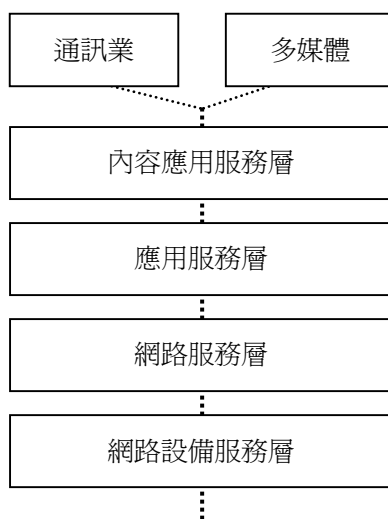 通訊業
多媒體
內容應用服務層
應用服務層
網路服務層
網路設備服務層